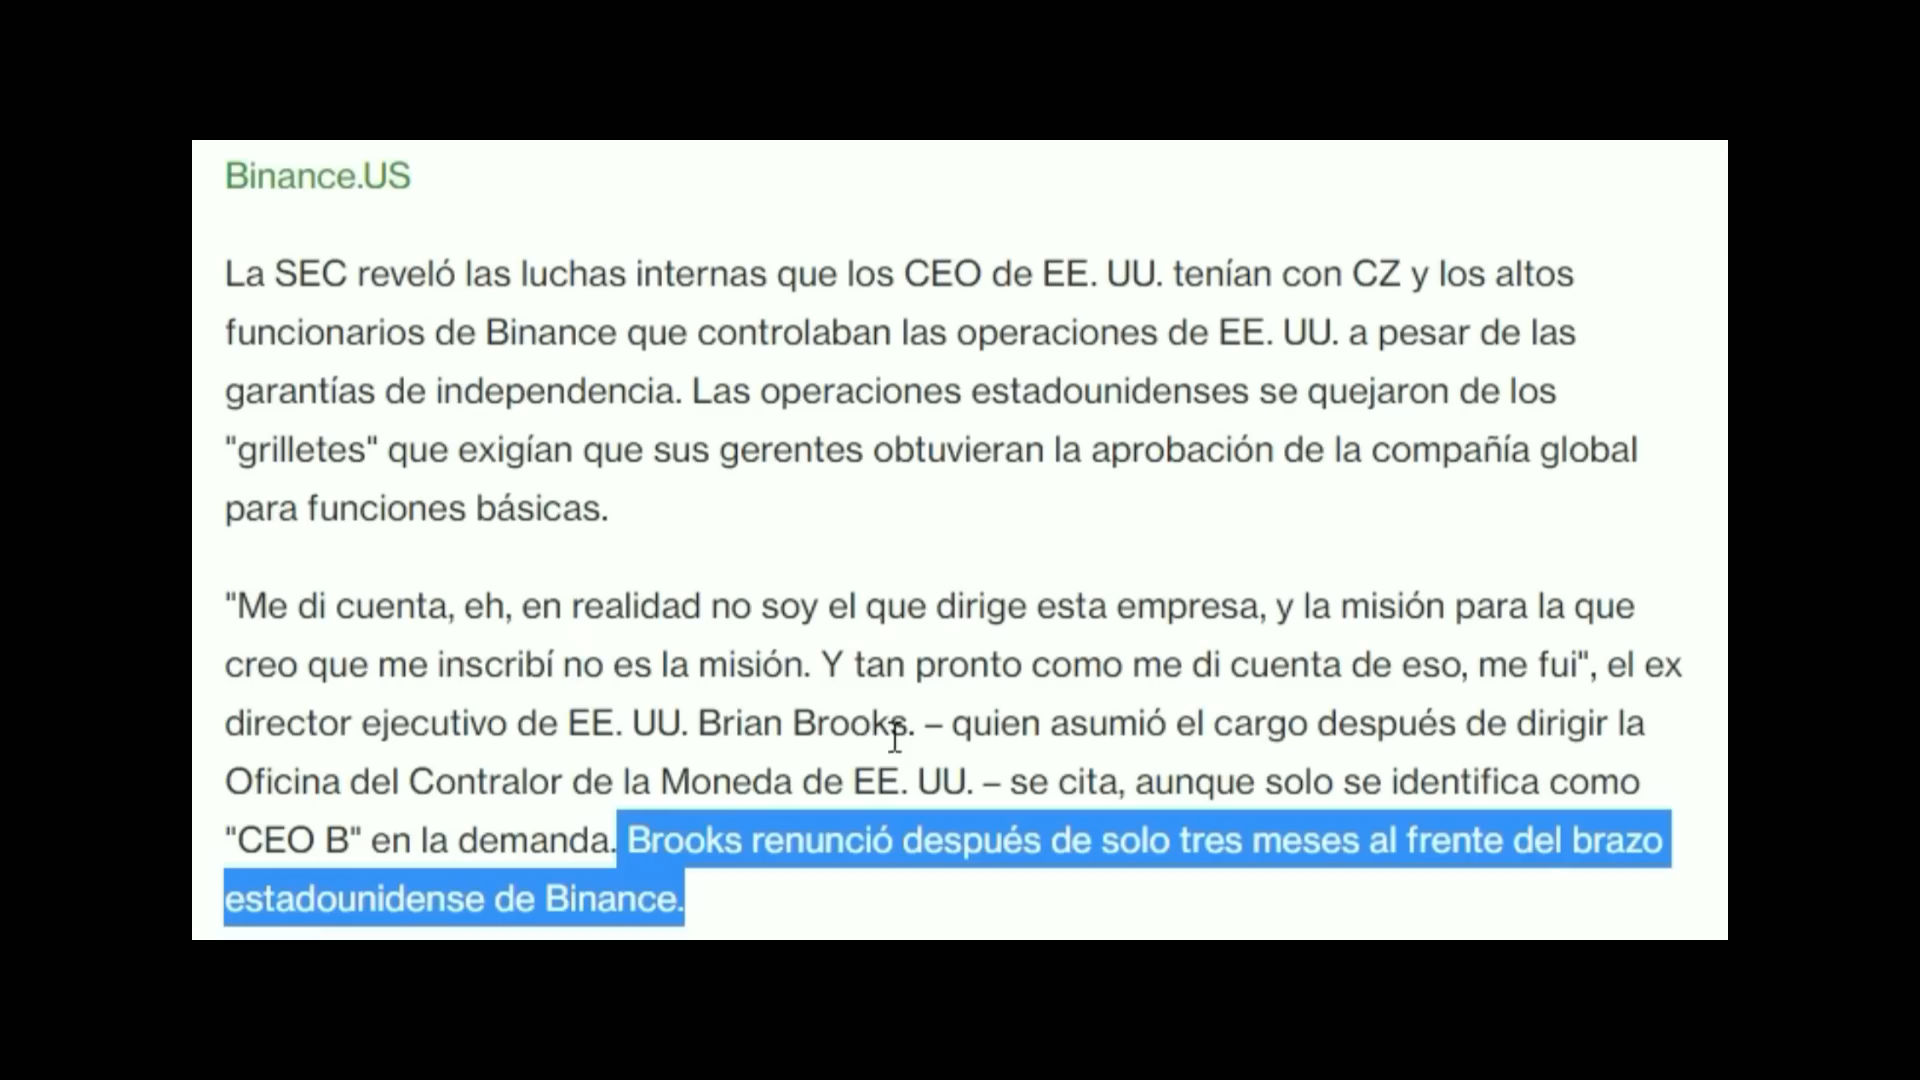 Binance.US
La SEC reveló las luchas internas que los CEO de EE. UU. tenían con CZ y los altos
funcionarios de Binance que controlaban las operaciones de EE. UU. a pesar de las
garantías de independencia. Las operaciones estadounidenses se quejaron de los
"grilletes" que exigían que sus gerentes obtuvieran la aprobación de la compañía global
para funciones básicas.
"Me di cuenta, eh, en realidad no soy el que dirige esta empresa, y la misión para la que
creo que me inscribí no es la misión. Y tan pronto como me di cuenta de eso, me fui", el ex
director ejecutivo de EE. UU. Brian Brooks. – quien asumió el cargo después de dirigir la
Oficina del Contralor de la Moneda de EE. UU. – se cita, aunque solo se identifica como
"CEO B" en la demanda. Brooks renunció después de solo tres meses al frente del brazo
estadounidense de Binance.